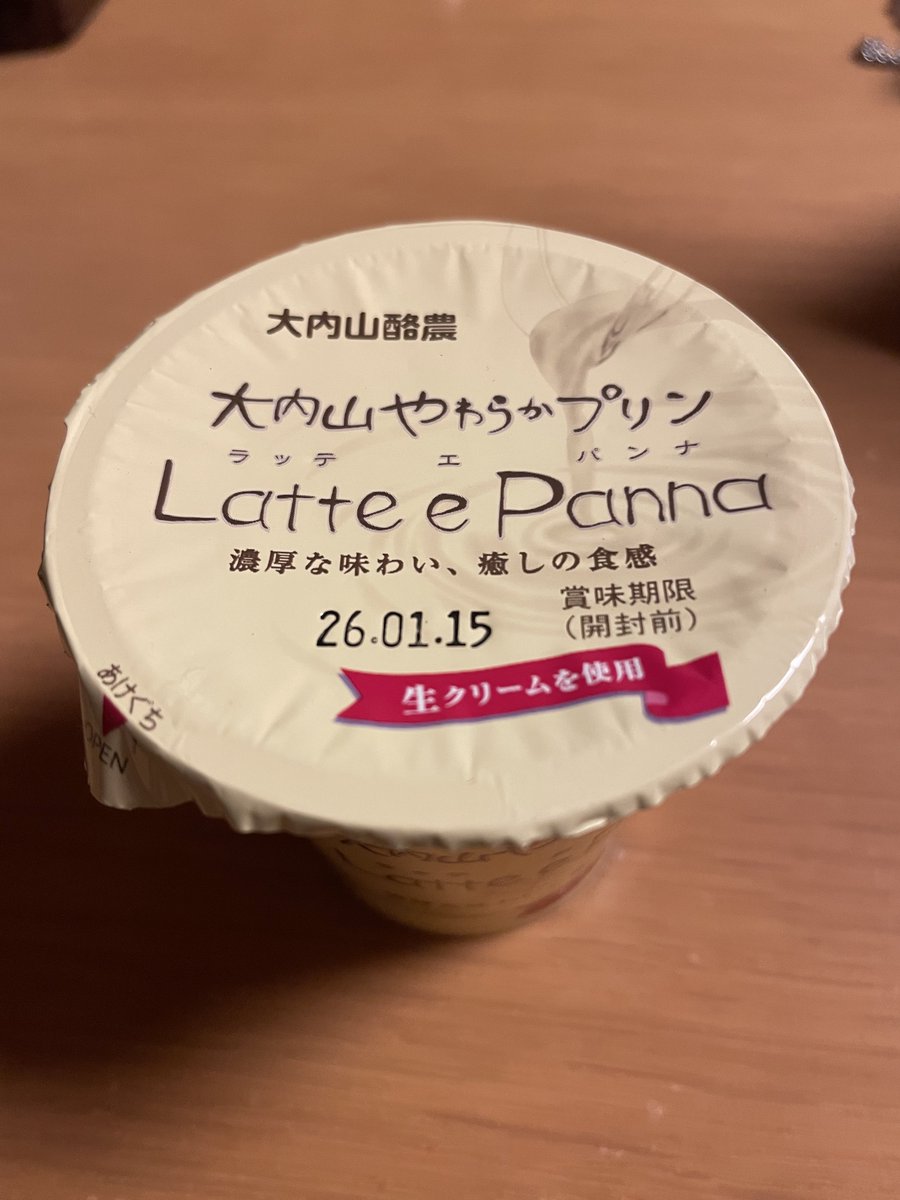 大内山酪農
大内山やわらかプリン
ラッテ エ パンナ
Latte e Panna
濃厚な味わい、癒しの食感
26.01.15
賞味期限
(開封前)
生クリームを使用
あけぐち
OPEN
Latte e